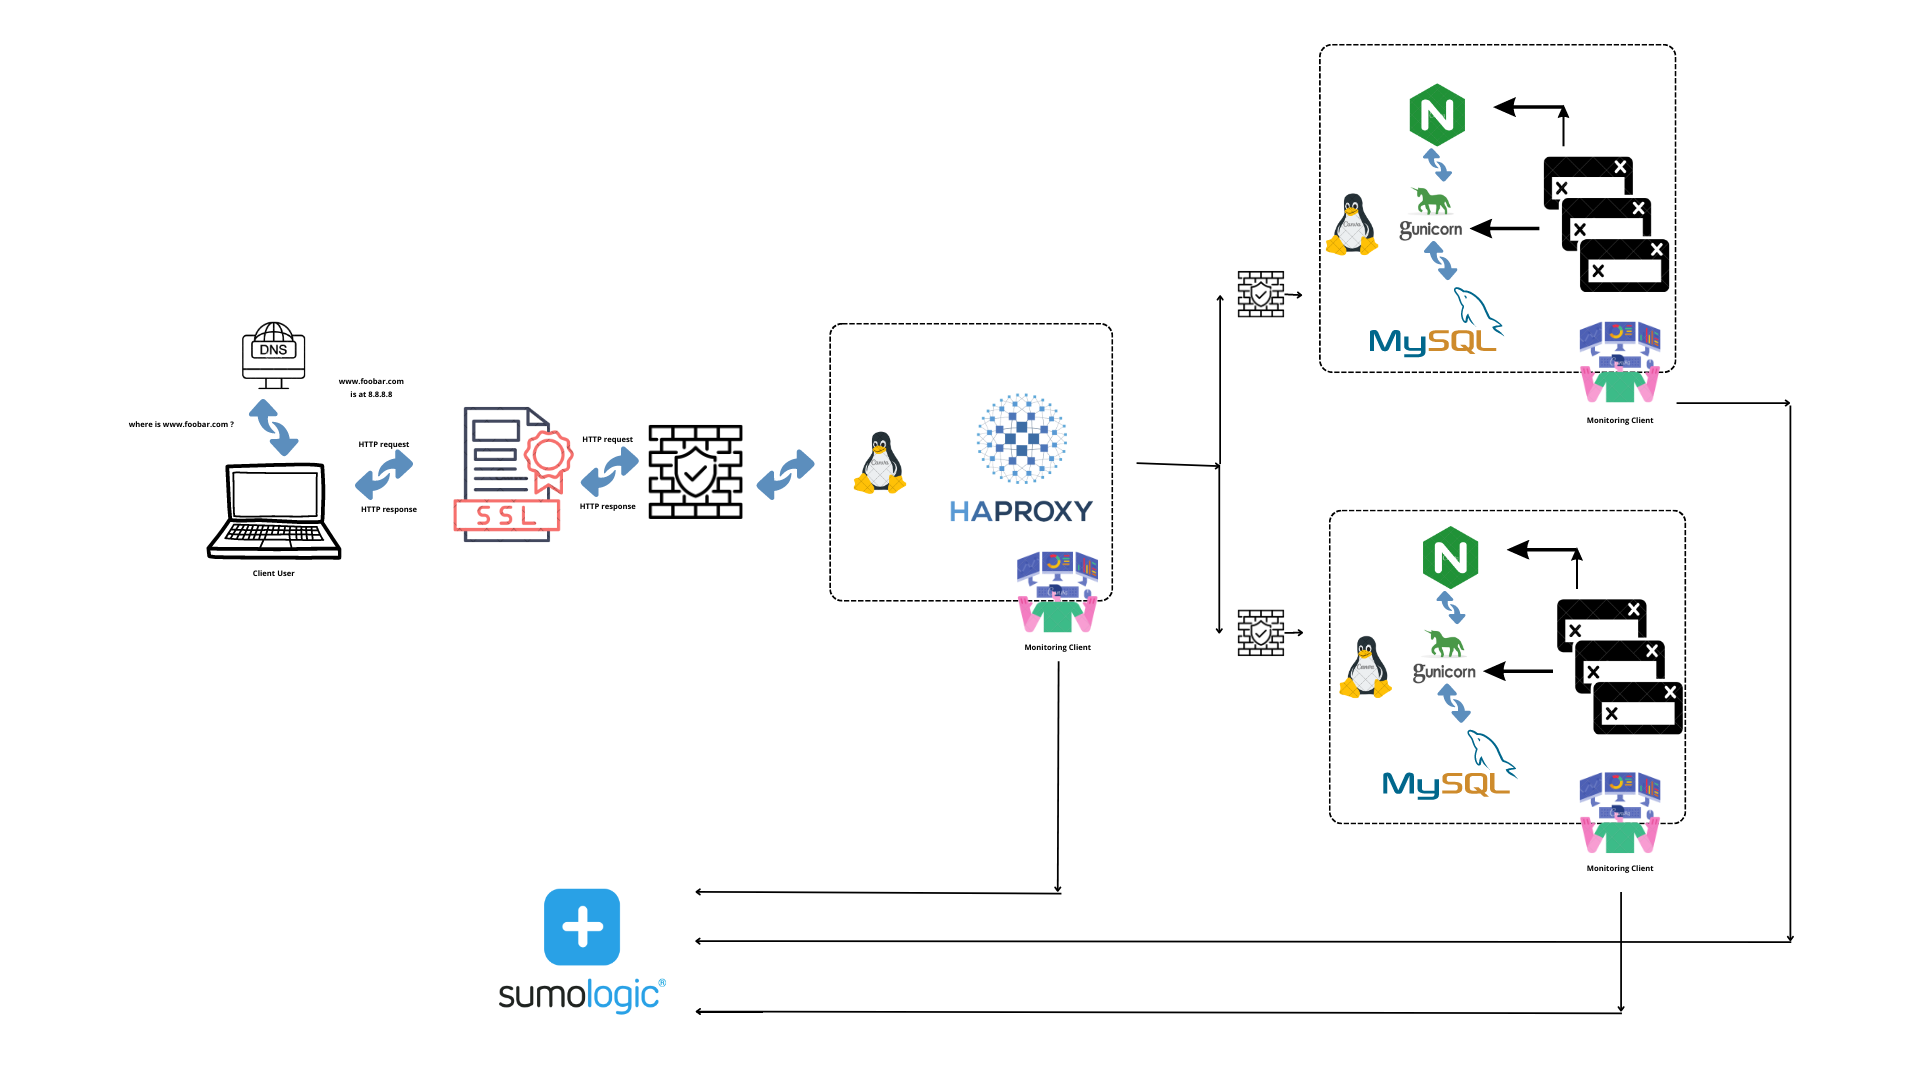 DNS
www.foobar.com
is at 8.8.8.8
where is www.foobar.com ?
HTTP request
HTTP response
Client User
SSL
HTTP request
HTTP response
HAPROXY
Monitoring Client
N
gunicorn
MySQL
Monitoring Client
N
gunicorn
MySQL
Monitoring Client
sumologic®